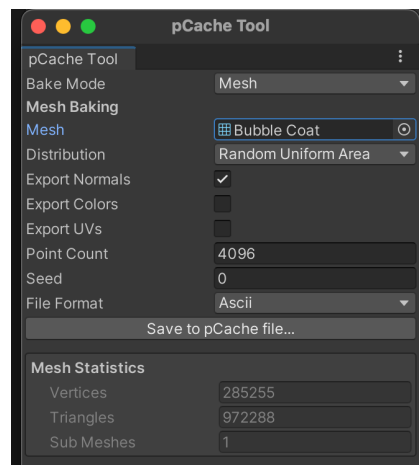 pCache Tool
pCache Tool
Bake Mode Mesh
Mesh Baking
Mesh Bubble Coat
Distribution Random Uniform Area
Export Normals
Export Colors
Export UVs
Point Count 4096
Seed 0
File Format Ascii
Save to pCache file...
Mesh Statistics
Vertices 285255
Triangles 972288
Sub Meshes 1